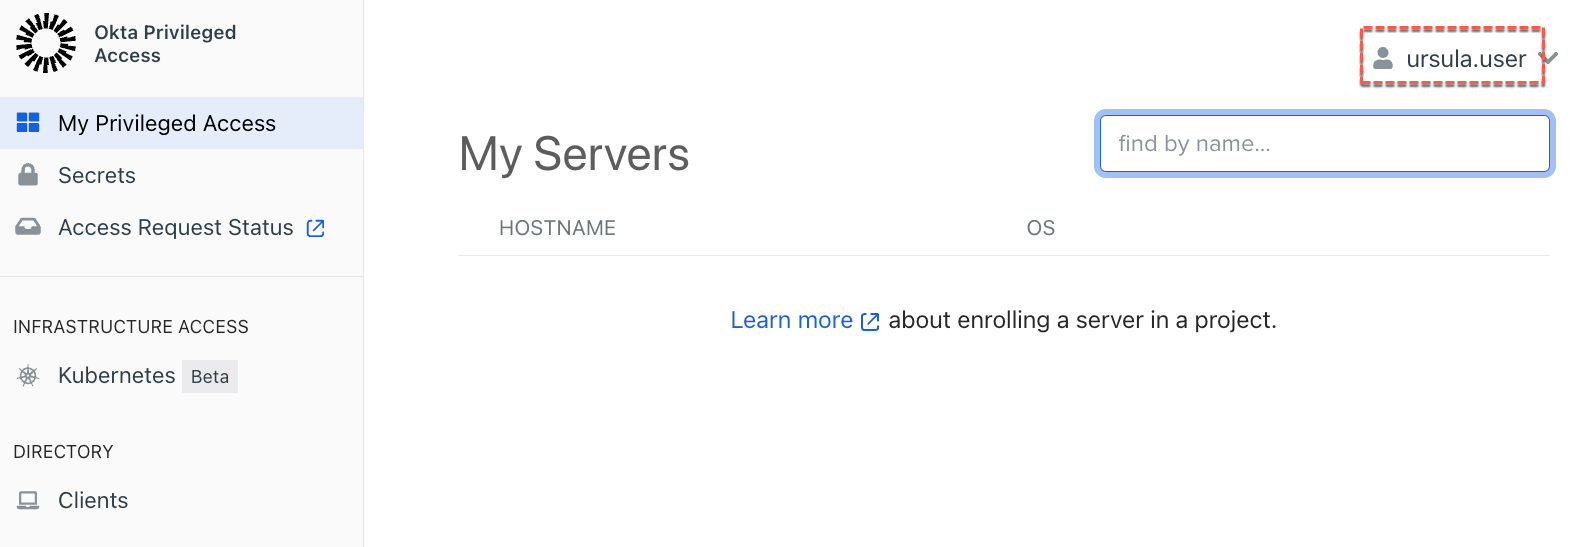 Okta Privileged
Access
ursula.user
My Privileged Access
Secrets
Access Request Status
INFRASTRUCTURE ACCESS
Kubernetes Beta
DIRECTORY
Clients
My Servers
find by name...
HOSTNAME OS
Learn more about enrolling a server in a project.